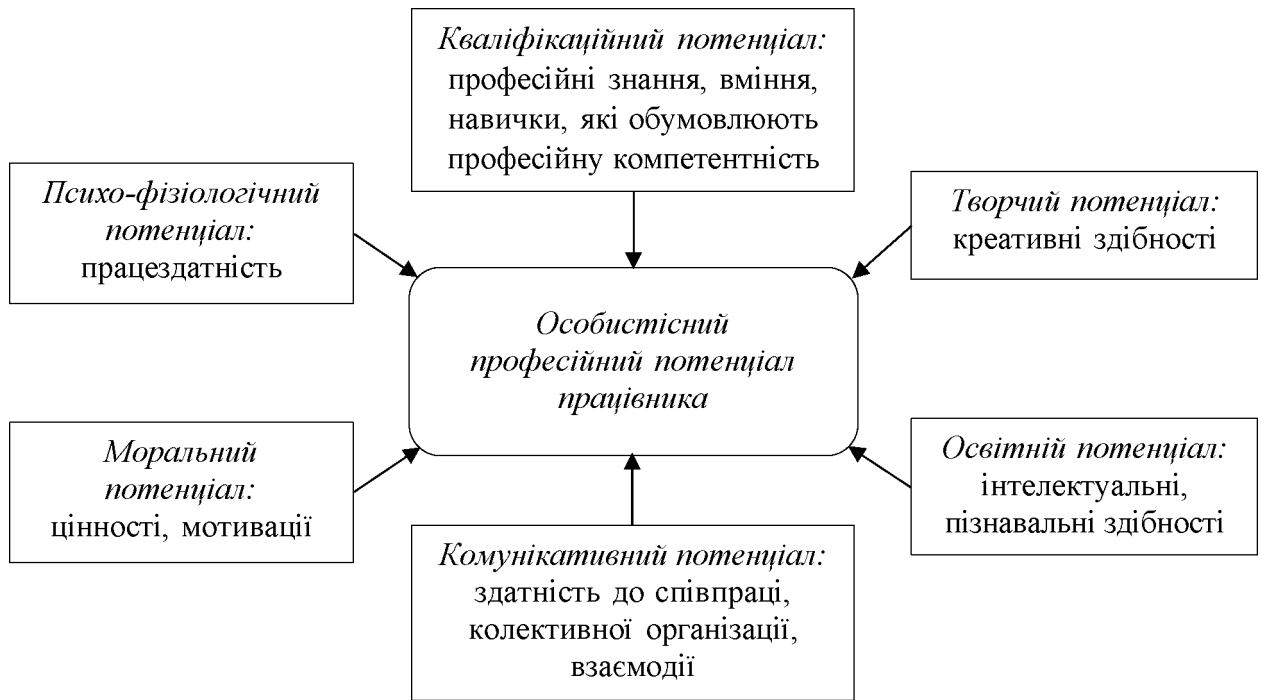 Кваліфікаційний потенціал:
професійні знання, вміння,
навички, які обумовлюють
професійну компетентність
Психо-фізіологічний
потенціал:
працездатність
Творчий потенціал:
креативні здібності
Особистісний
професійний потенціал
працівника
Моральний
потенціал:
цінності, мотивації
Освітній потенціал:
інтелектуальні,
пізнавальні здібності
Комунікативний потенціал:
здатність до співпраці,
колективної організації,
взаємодії